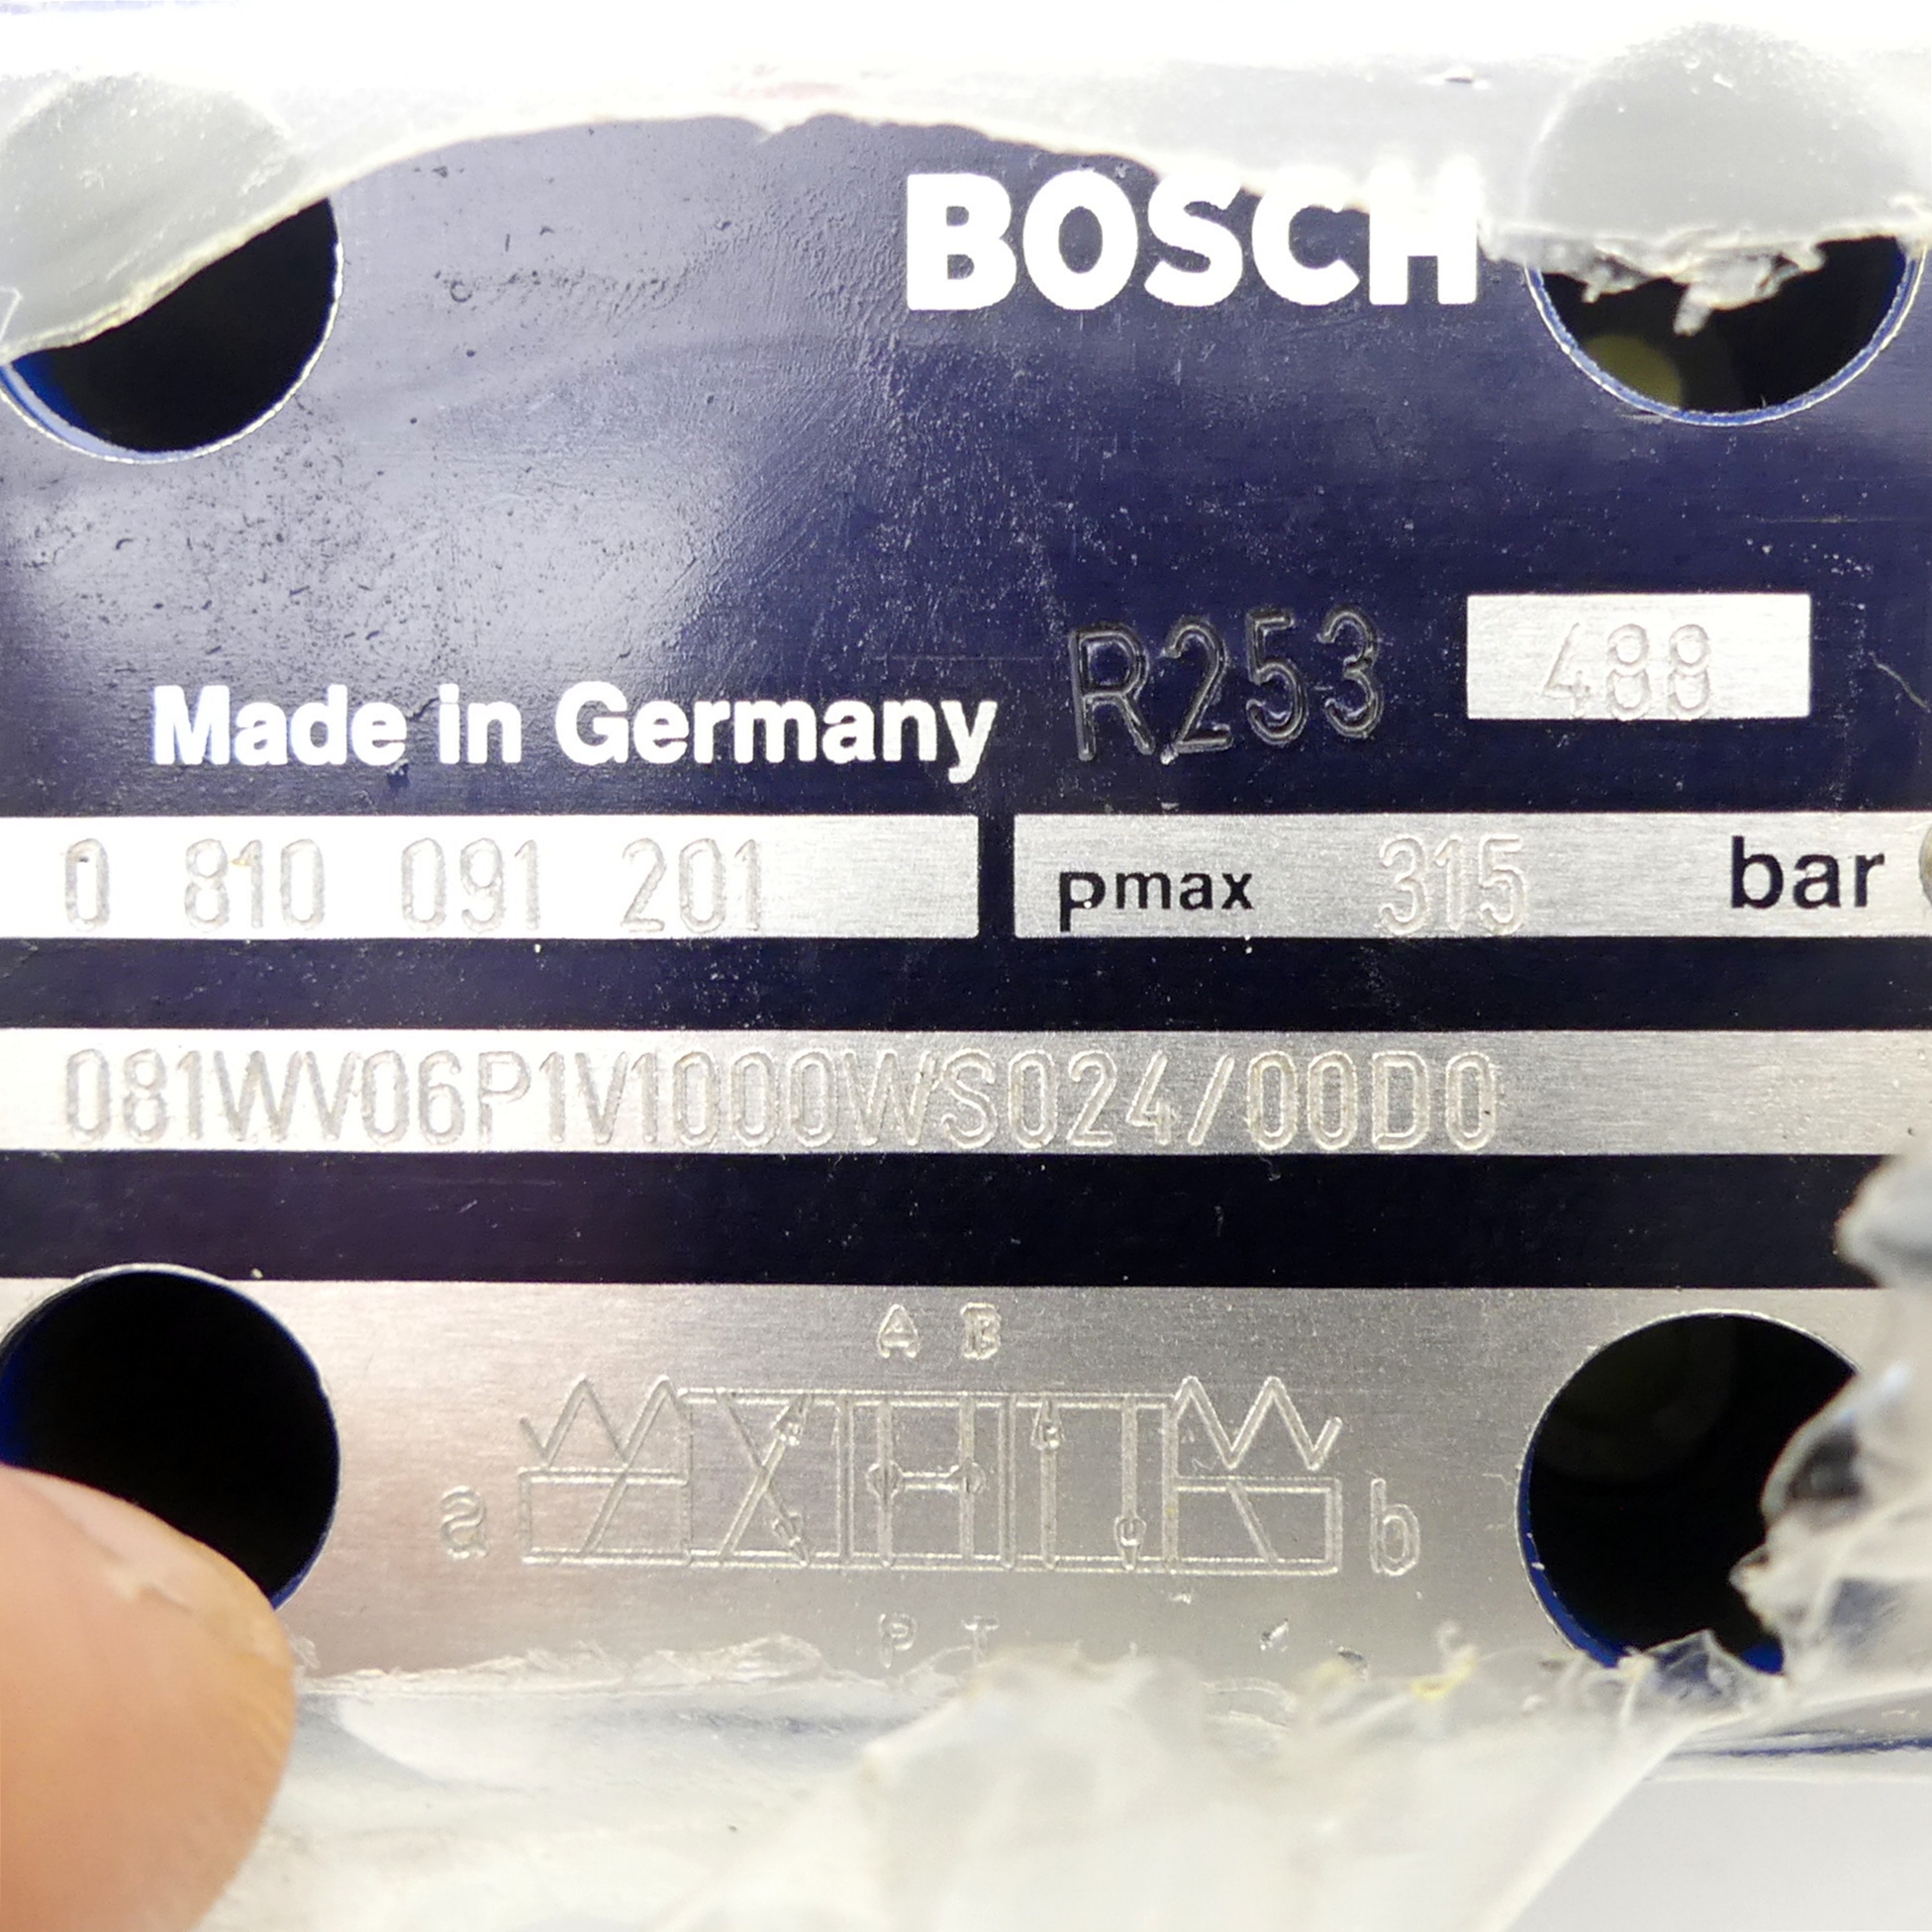 BOSCH
R253 488
Made in Germany
0 810 091 201 pmax 315 bar
081WV06P1V1000WS024/00D0
A B
a b
P T